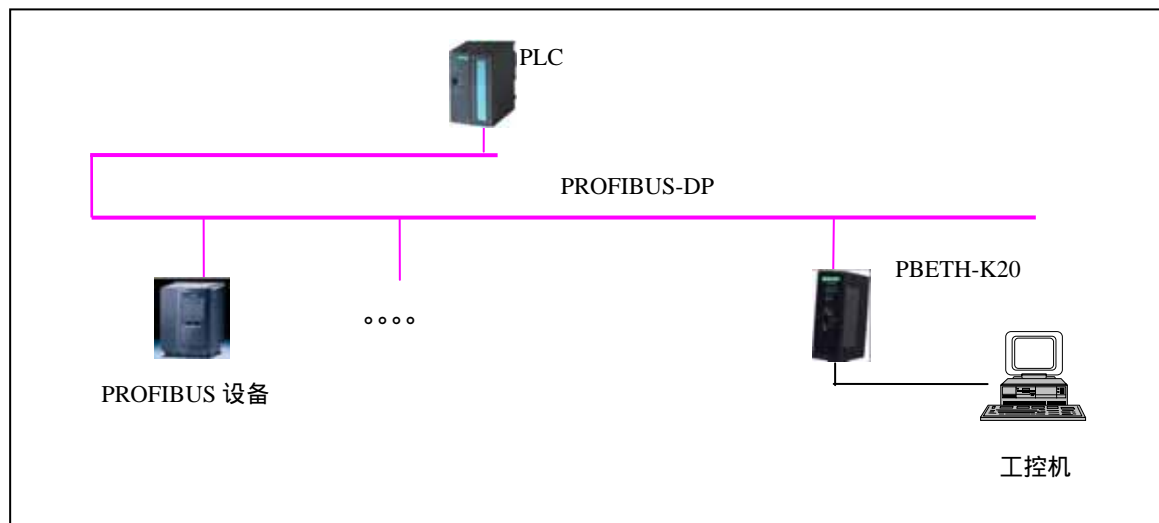 PLC
PROFIBUS-DP
PBETH-K20
。。。。
PROFIBUS 设备
工控机